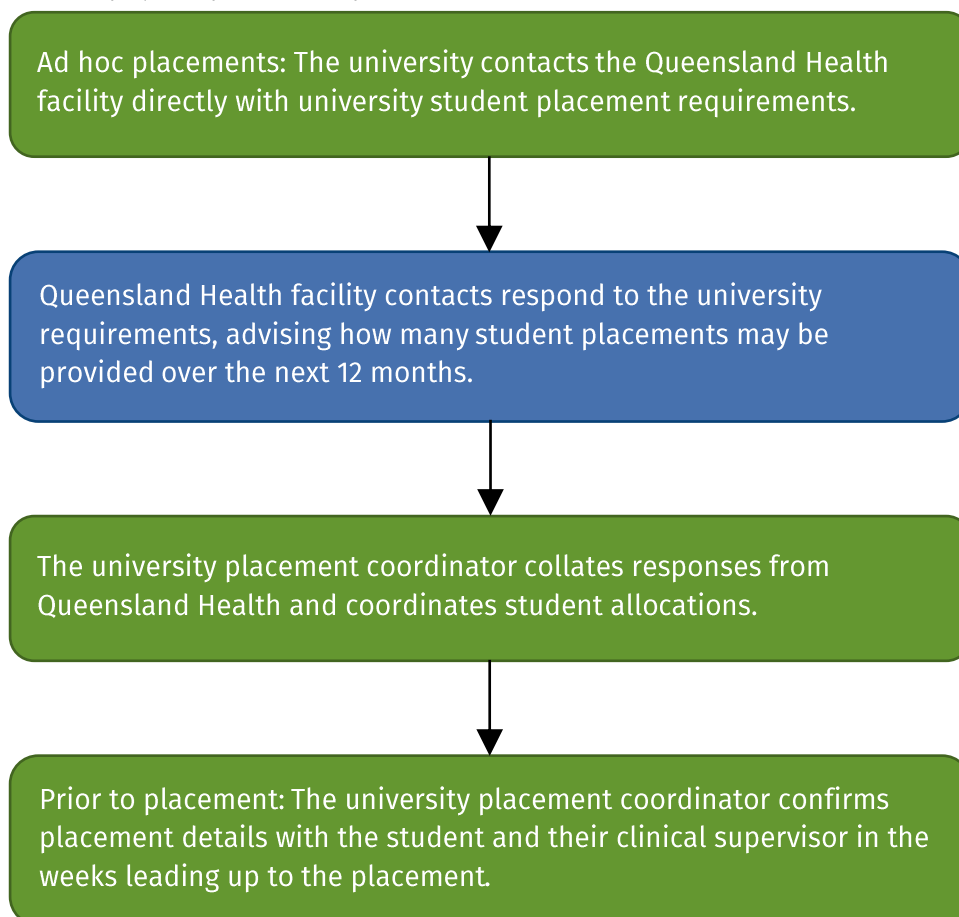 Ad hoc placements: The university contacts the Queensland Health
facility directly with university student placement requirements.
Queensland Health facility contacts respond to the university
requirements, advising how many student placements may be
provided over the next 12 months.
The university placement coordinator collates responses from
Queensland Health and coordinates student allocations.
Prior to placement: The university placement coordinator confirms
placement details with the student and their clinical supervisor in the
weeks leading up to the placement.